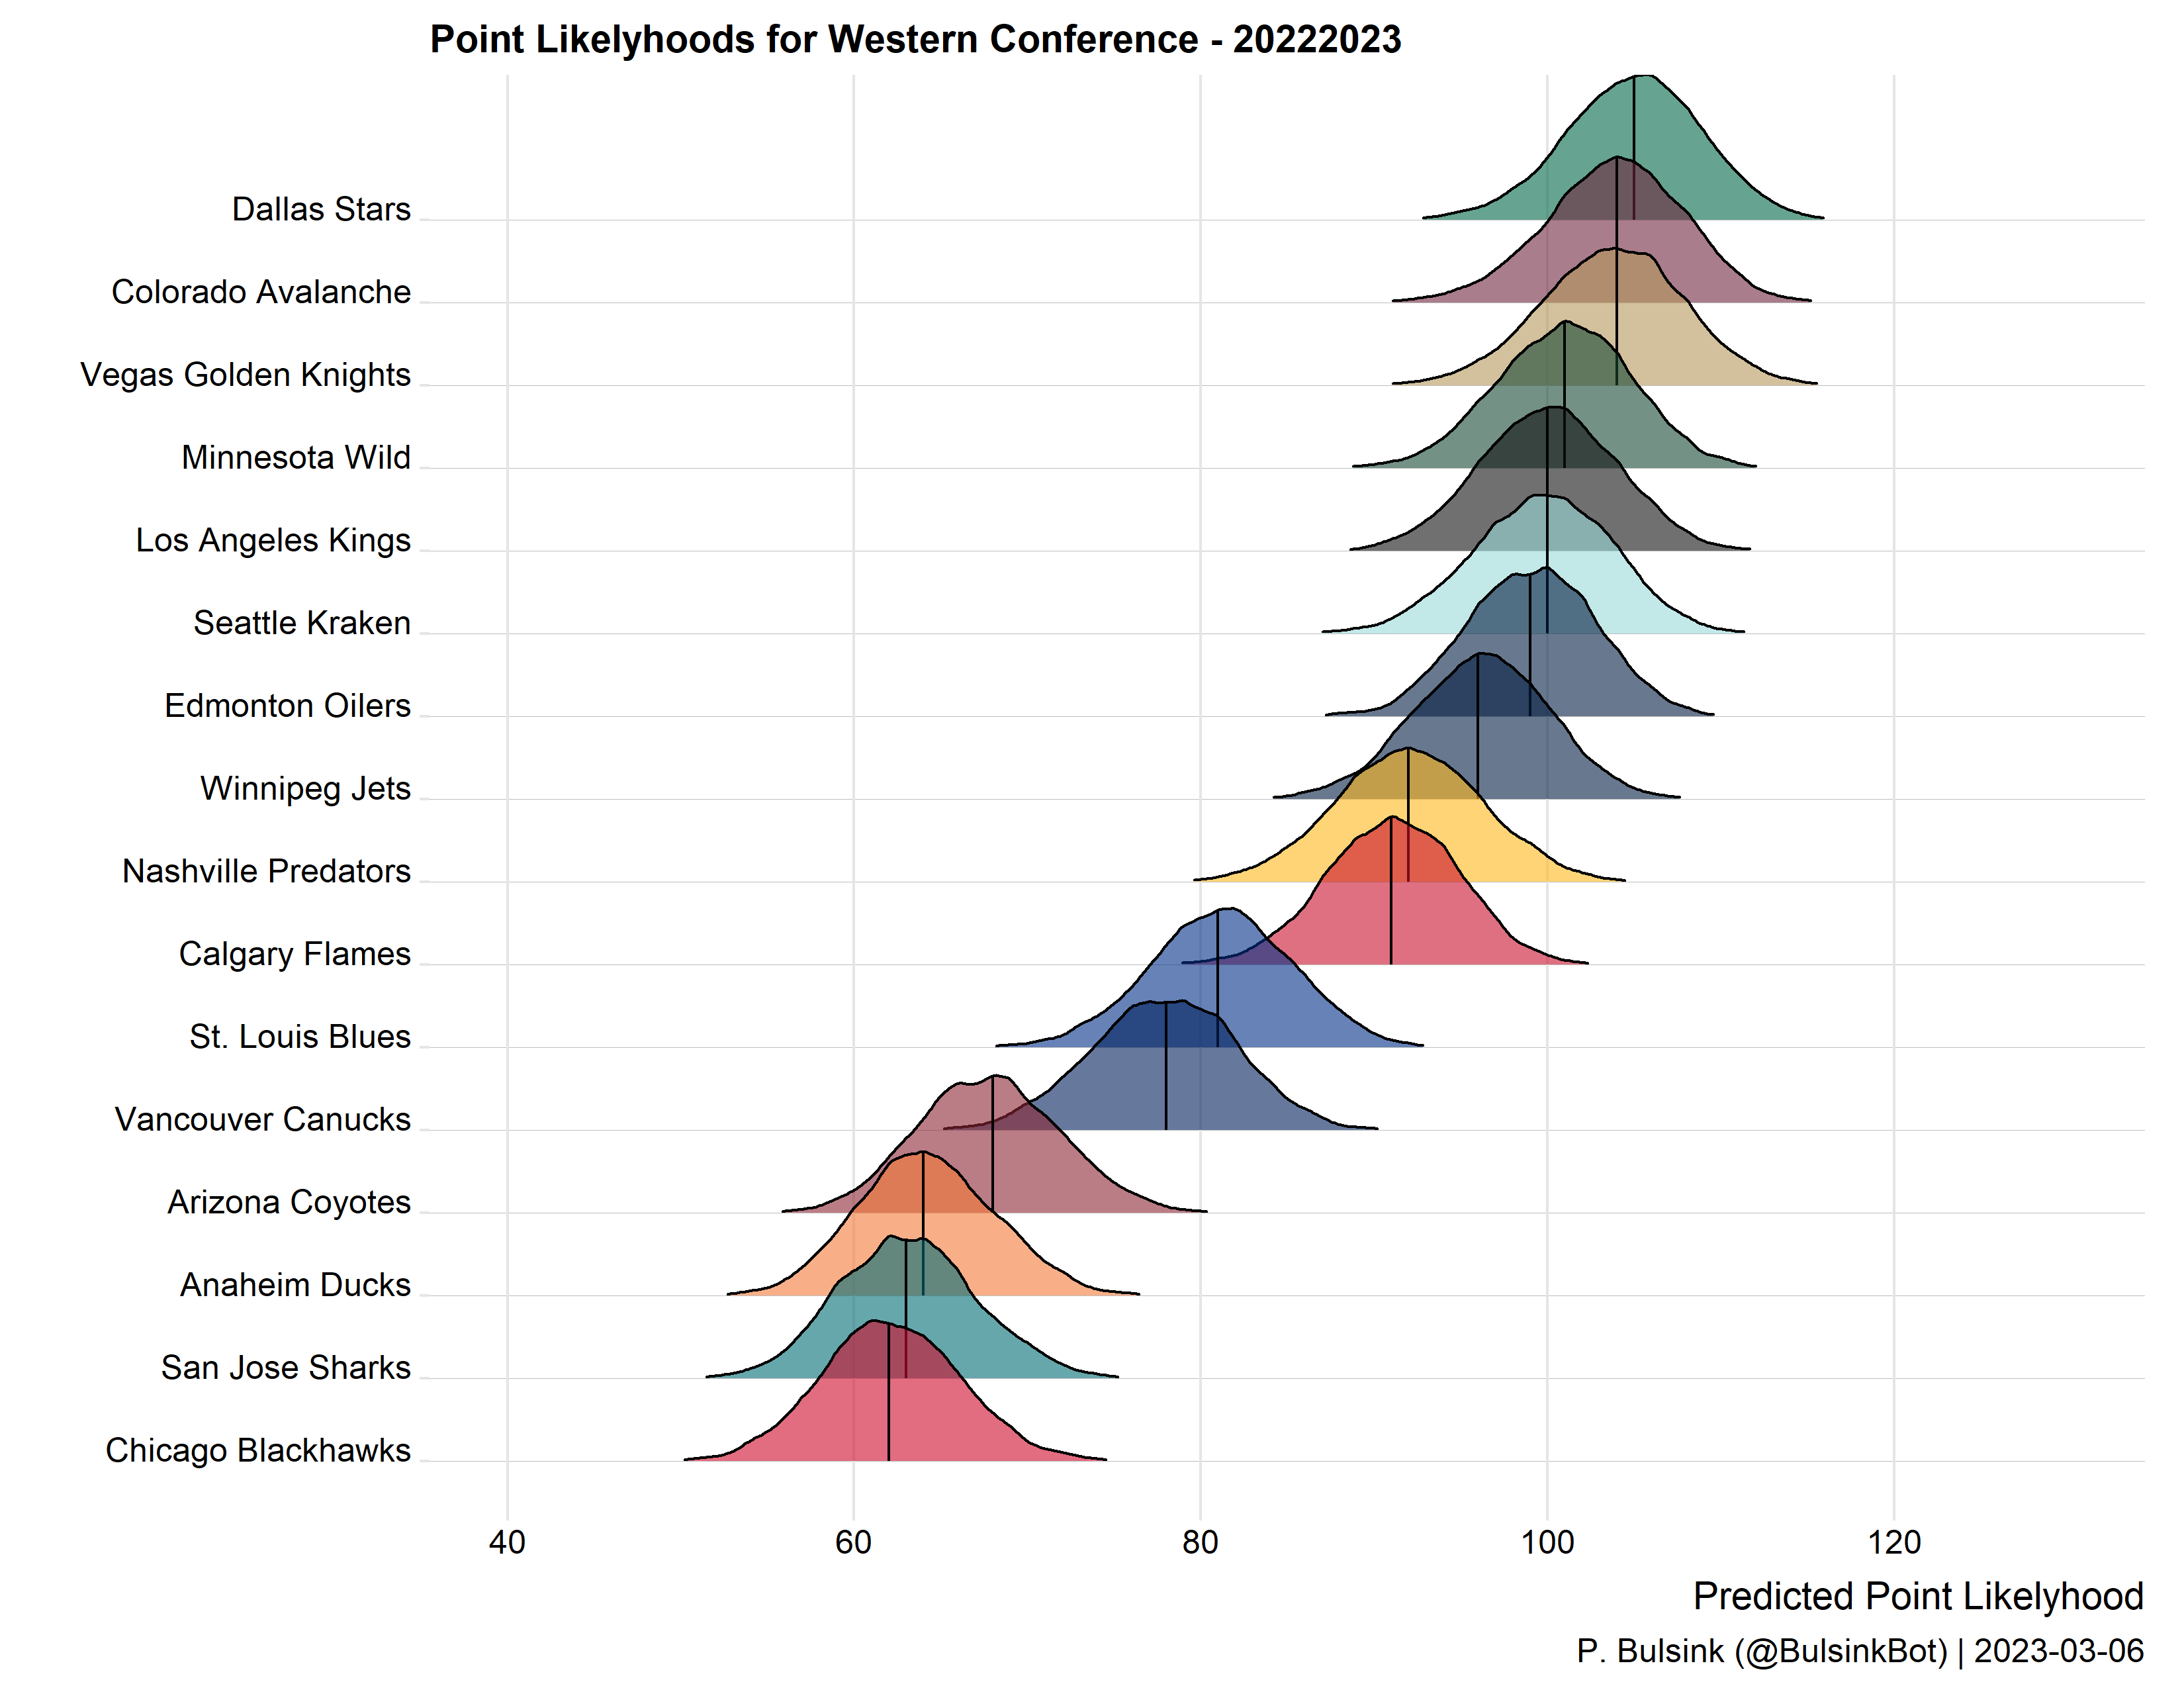 Point Likelyhoods for Western Conference - 20222023
Dallas Stars
Colorado Avalanche
Vegas Golden Knights
Minnesota Wild
Los Angeles Kings
Seattle Kraken
Edmonton Oilers
Winnipeg Jets
Nashville Predators
Calgary Flames
St. Louis Blues
Vancouver Canucks
Arizona Coyotes
Anaheim Ducks
San Jose Sharks
Chicago Blackhawks
40 60 80 100 120
Predicted Point Likelyhood
P. Bulsink (@BulsinkBot) | 2023-03-06